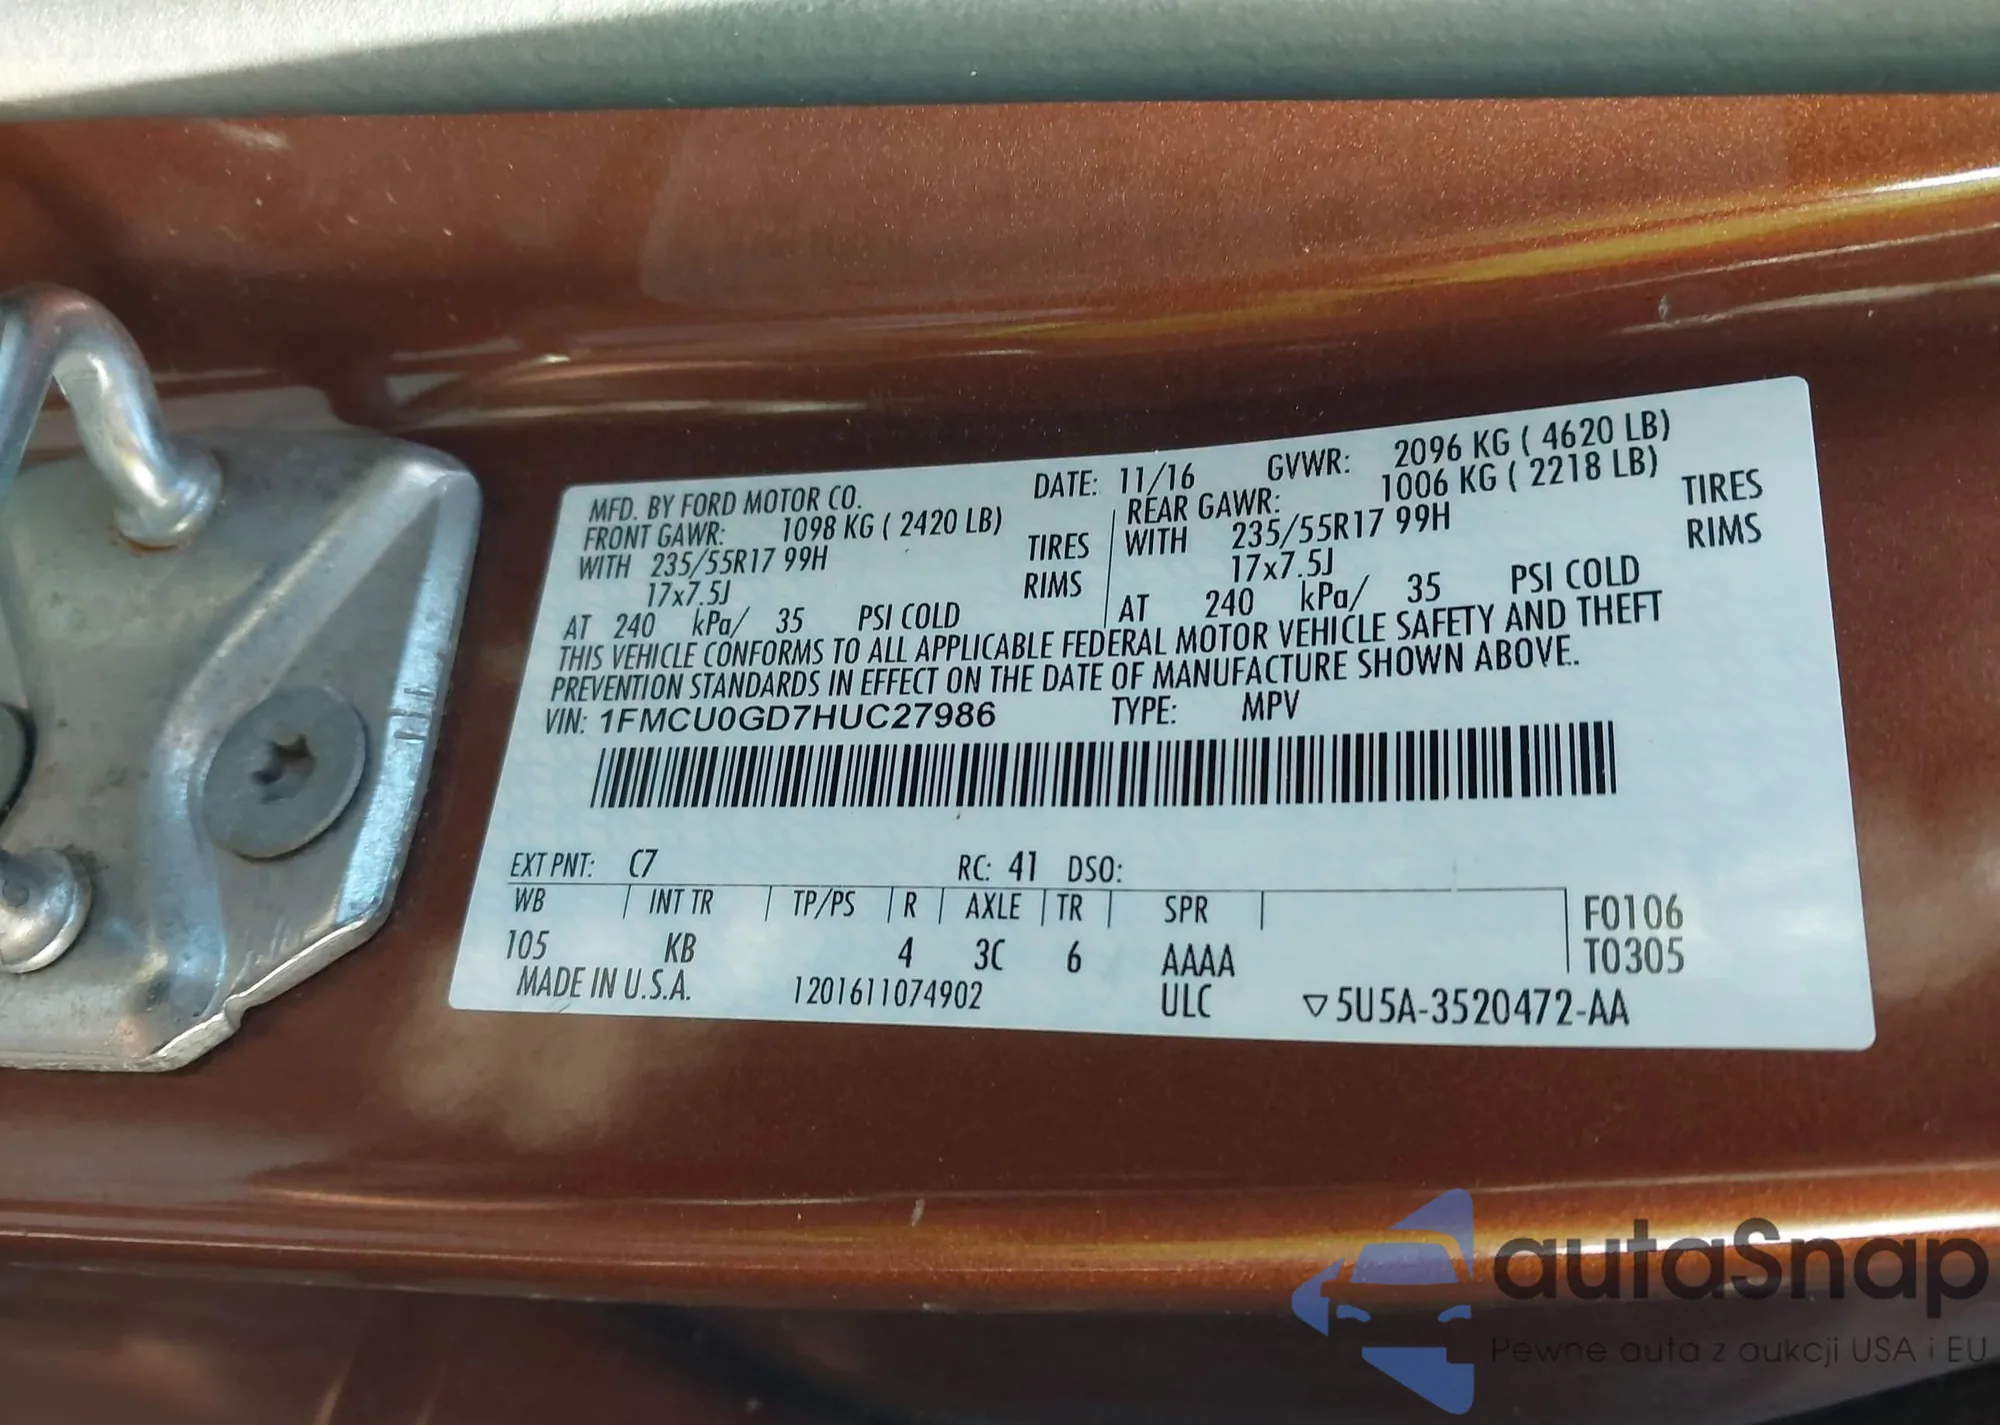 MFD. BY FORD MOTOR CO. DATE: 11/16 GVWR: 2096 KG ( 4620 LB)
FRONT GAWR: 1098 KG ( 2420 LB) REAR GAWR: 1006 KG ( 2218 LB)
WITH 235/55R17 99H TIRES WITH 235/55R17 99H TIRES
17x7.5J RIMS 17x7.5J RIMS
AT 240 kPa/ 35 PSI COLD AT 240 kPa/ 35 PSI COLD
THIS VEHICLE CONFORMS TO ALL APPLICABLE FEDERAL MOTOR VEHICLE SAFETY AND THEFT
PREVENTION STANDARDS IN EFFECT ON THE DATE OF MANUFACTURE SHOWN ABOVE.
VIN: 1FMCU0GD7HUC27986 TYPE: MPV
EXT PNT: C7 RC: 41 DSO:
WB INT TR TP/PS R AXLE TR SPR F0106
105 KB 4 3C 6 AAAA T0305
MADE IN U.S.A. 1201611074902 ULC ▽5U5A-3520472-AA
autaSnap
Pewne auta z aukcji USA i EU